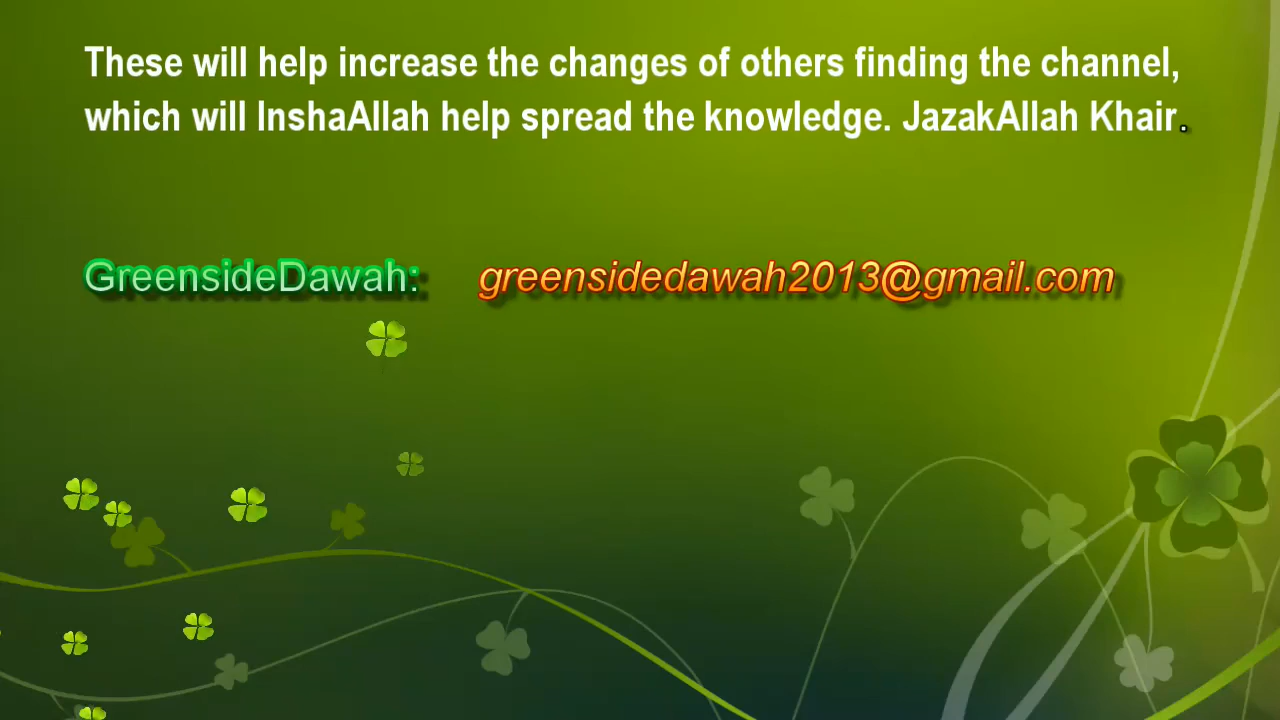 These will help increase the changes of others finding the channel,
which will InshaAllah help spread the knowledge. JazakAllah Khair.
GreensideDawah: greensidedawah2013@gmail.com